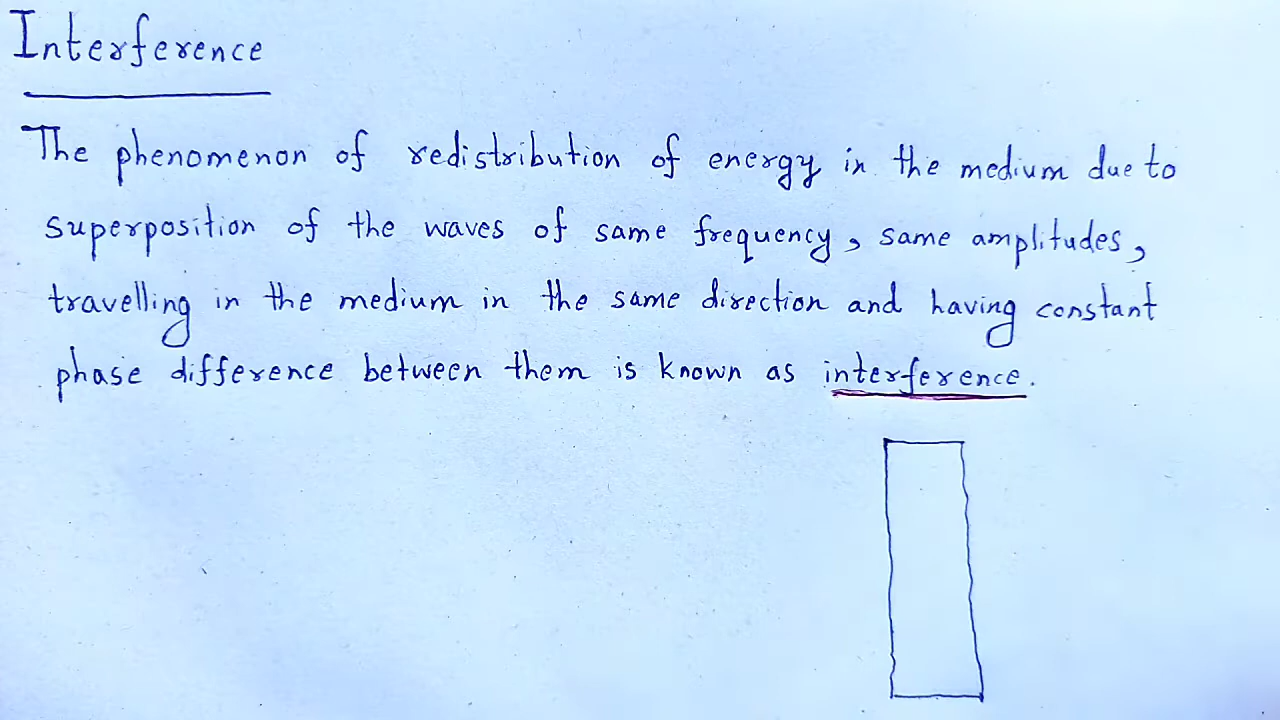 Interference
The phenomenon of redistribution of energy in the medium due to
superposition of the waves of same frequency, same amplitudes,
travelling in the medium in the same direction and having constant
phase difference between them is known as interference.